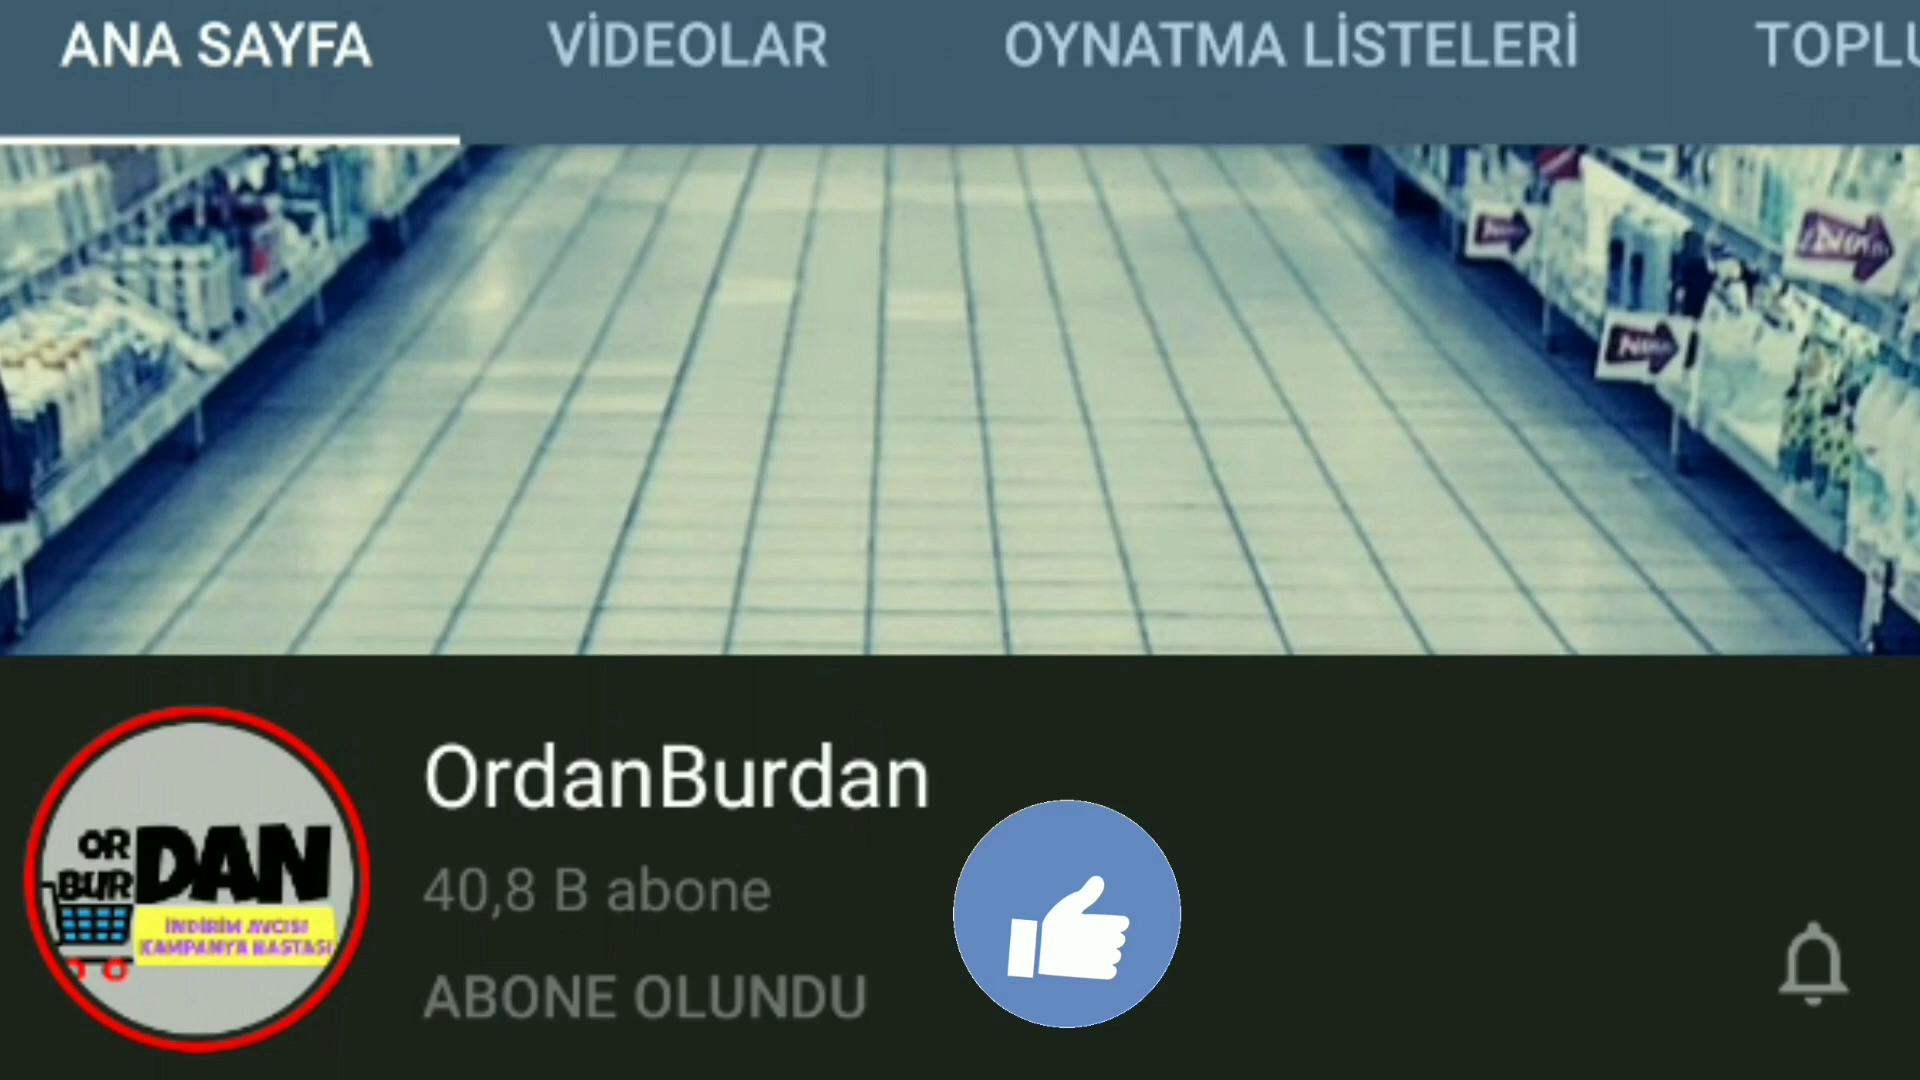 ANA SAYFA
VİDEOLAR
OYNATMA LİSTELERİ
TOPLU
OrdanBurdan
40,8 B abone
ABONE OLUNDU
OR
BUR
DAN
İNDİRİM AVCISI
KAMPANYA HASTASI